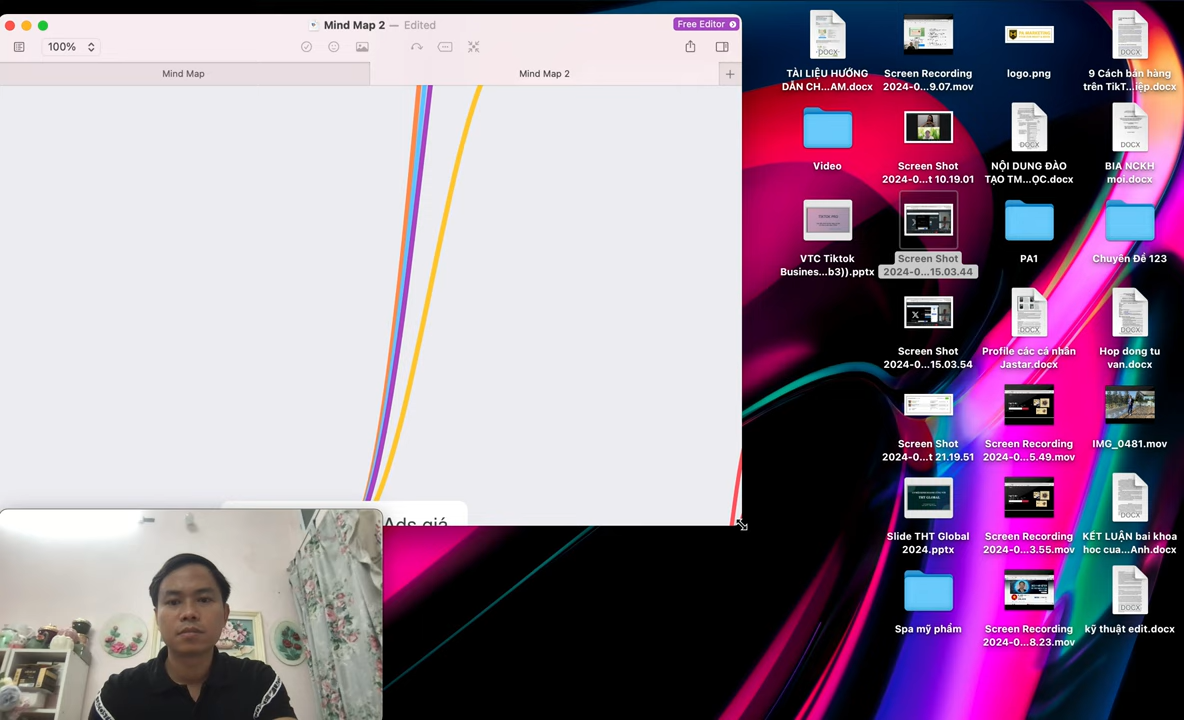 Mind Map 2 — Edited
Free Editor
100%
Mind Map
Mind Map 2
Ads giá
TÀI LIỆU HƯỚNG
DẪN CH...AM.docx
Screen Recording
2024-0...9.07.mov
logo.png
9 Cách bán hàng
trên TikT...iệp.docx
Video
Screen Shot
2024-0...t 10.19.01
NỘI DUNG ĐÀO
TẠO TM...ỌC.docx
BIA NCKH
moi.docx
VTC Tiktok
Busines...b3)).pptx
Screen Shot
2024-0...15.03.44
PA1
Chuyên Đề 123
Screen Shot
2024-0...15.03.54
Profile các cá nhân
Jastar.docx
Hop dong tu
van.docx
Screen Shot
2024-0...t 21.19.51
Screen Recording
2024-0...5.49.mov
IMG_0481.mov
Slide THT Global
2024.pptx
Screen Recording
2024-0...3.55.mov
KẾT LUẬN bai khoa
hoc cua...Anh.docx
Spa mỹ phẩm
Screen Recording
2024-0...8.23.mov
kỹ thuật edit.docx